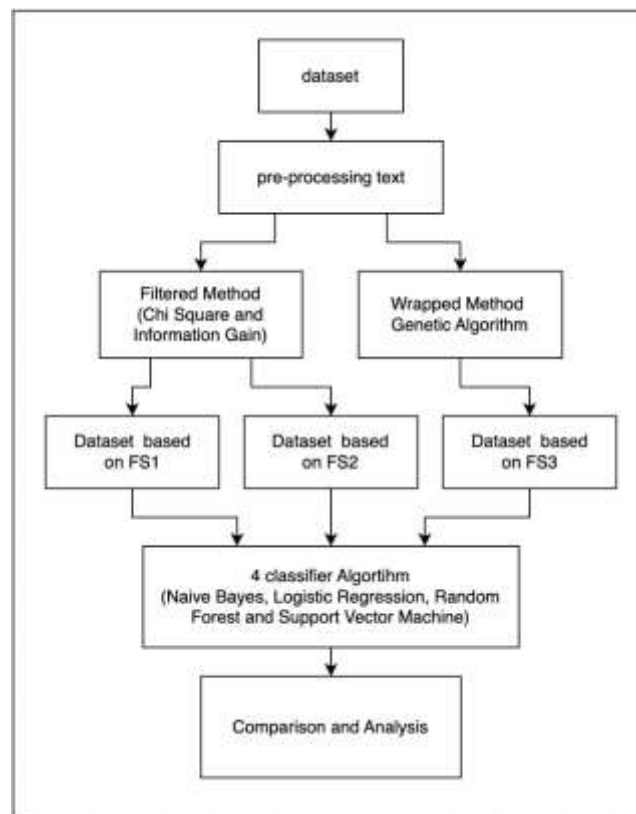 dataset
pre-processing text
Filtered Method
(Chi Square and
Information Gain)
Wrapped Method
Genetic Algorithm
Dataset based
on FS1
Dataset based
on FS2
Dataset based
on FS3
4 classifier Algortihm
(Naive Bayes, Logistic Regression, Random
Forest and Support Vector Machine)
Comparison and Analysis